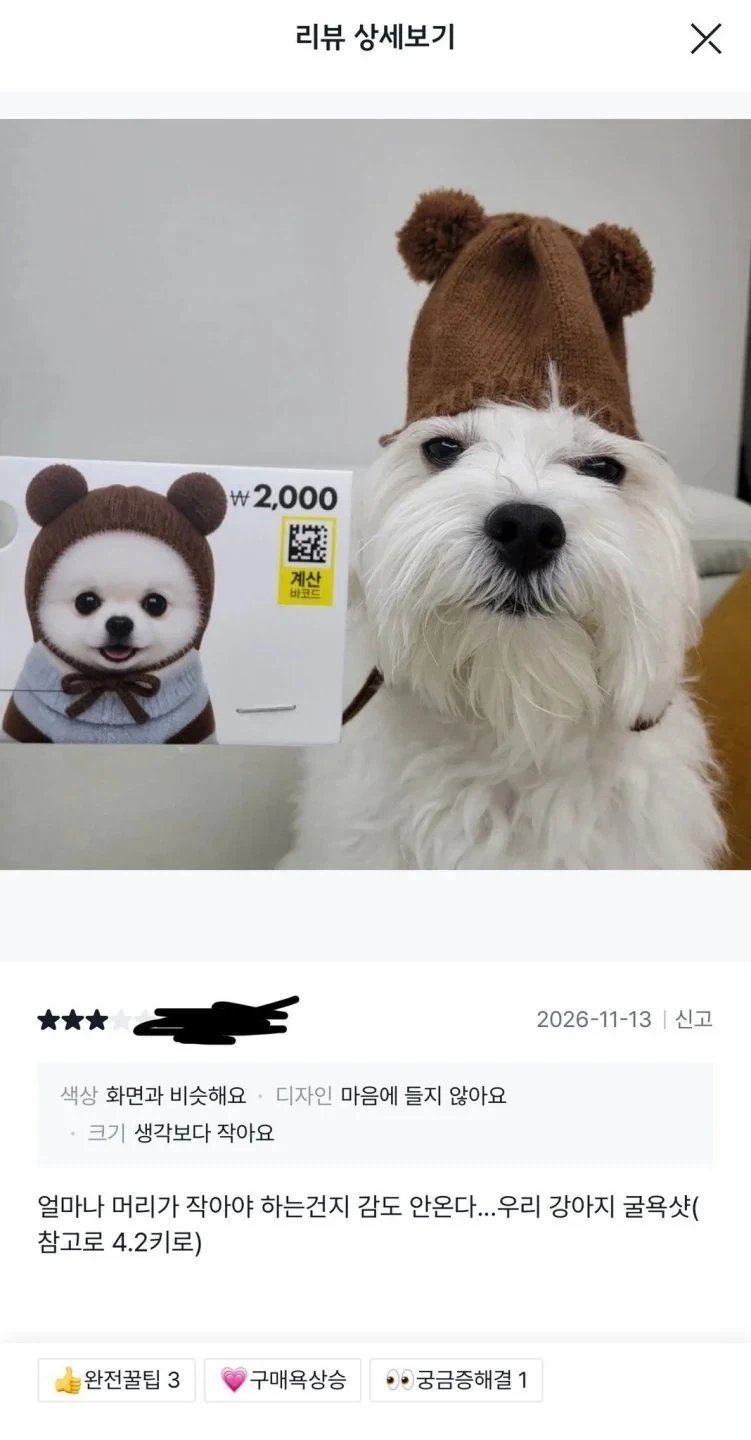 리뷰 상세보기
₩2,000
계산
바코드
2026-11-13 | 신고
색상 화면과 비슷해요 · 디자인 마음에 들지 않아요
· 크기 생각보다 작아요
얼마나 머리가 작아야 하는건지 감도 안온다...우리 강아지 굴욕샷(
참고로 4.2키로)
👍완전꿀팁 3 💗구매욕상승 👀궁금증해결 1